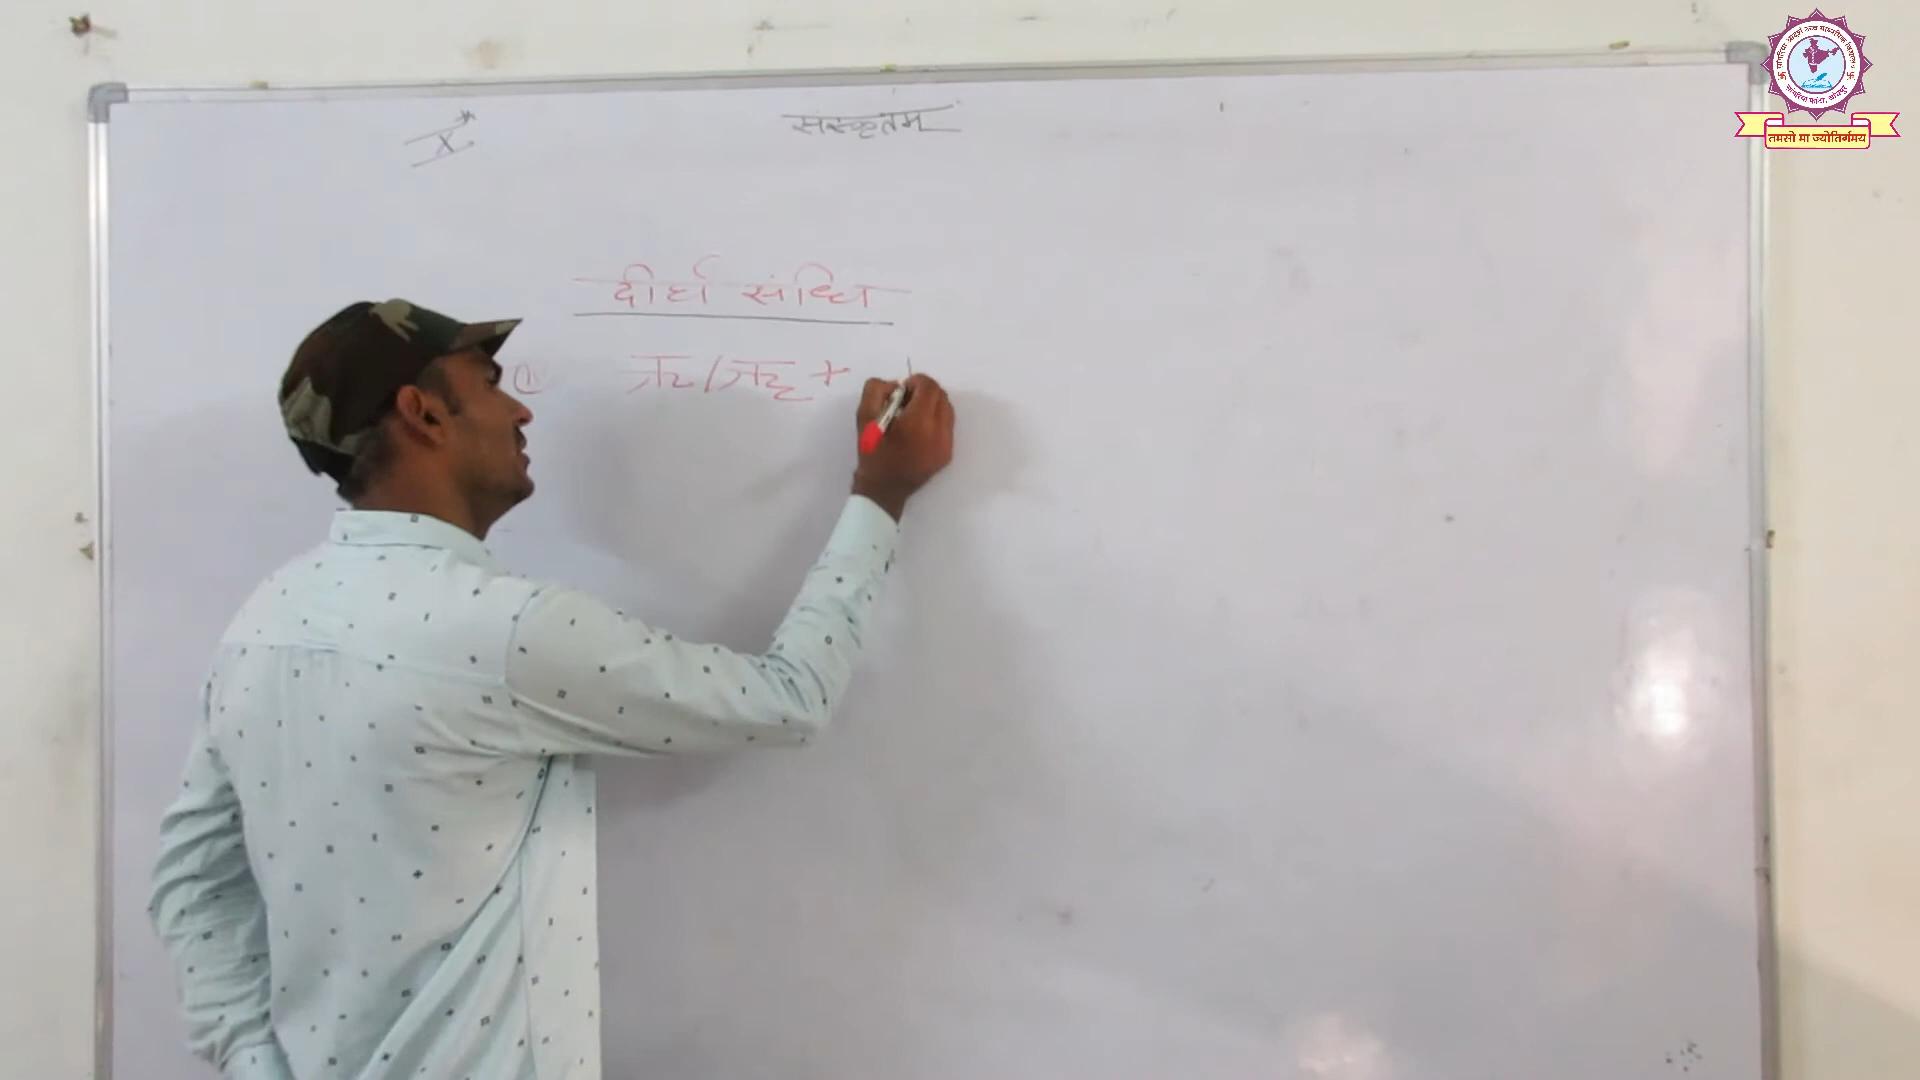 X
संस्कृतम्
दीर्घ संधि
ऋ/ॠ +
तमसो मा ज्योतिर्गमय